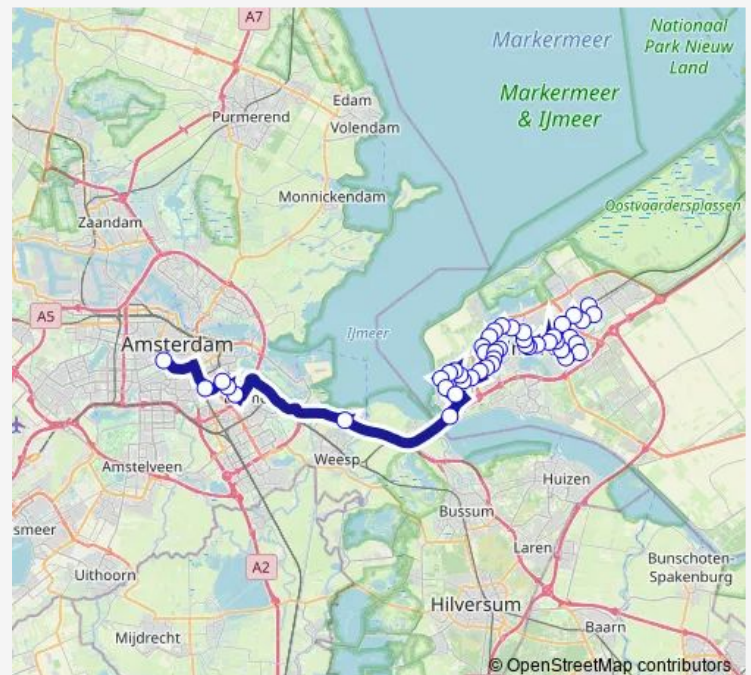 A7
Nationaal
Park Nieuw
Land
Markermeer
Edam
Volendam
Purmerend
Markermeer
& IJmeer
Monnickendam
Oostvaardersplassen
Zaandam
A5
IJmeer
Amsterdam
Weesp
Amstelveen
Huizen
Bussum
smeer
Laren
A2
Bunschoten-
Spakenburg
Uithoorn
Hilversum
Baarn
Mijdrecht
© OpenStreetMap contributors